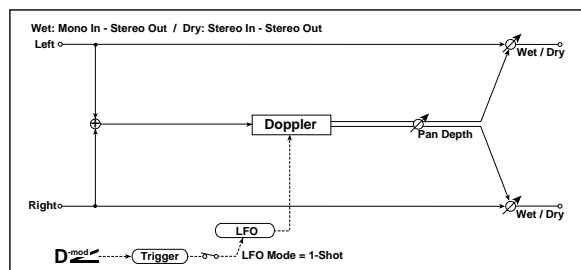 Wet: Mono In - Stereo Out / Dry: Stereo In - Stereo Out
Left
Wet / Dry
Doppler
Pan Depth
Right
Wet / Dry
LFO
D-mod
Trigger
LFO Mode = 1-Shot